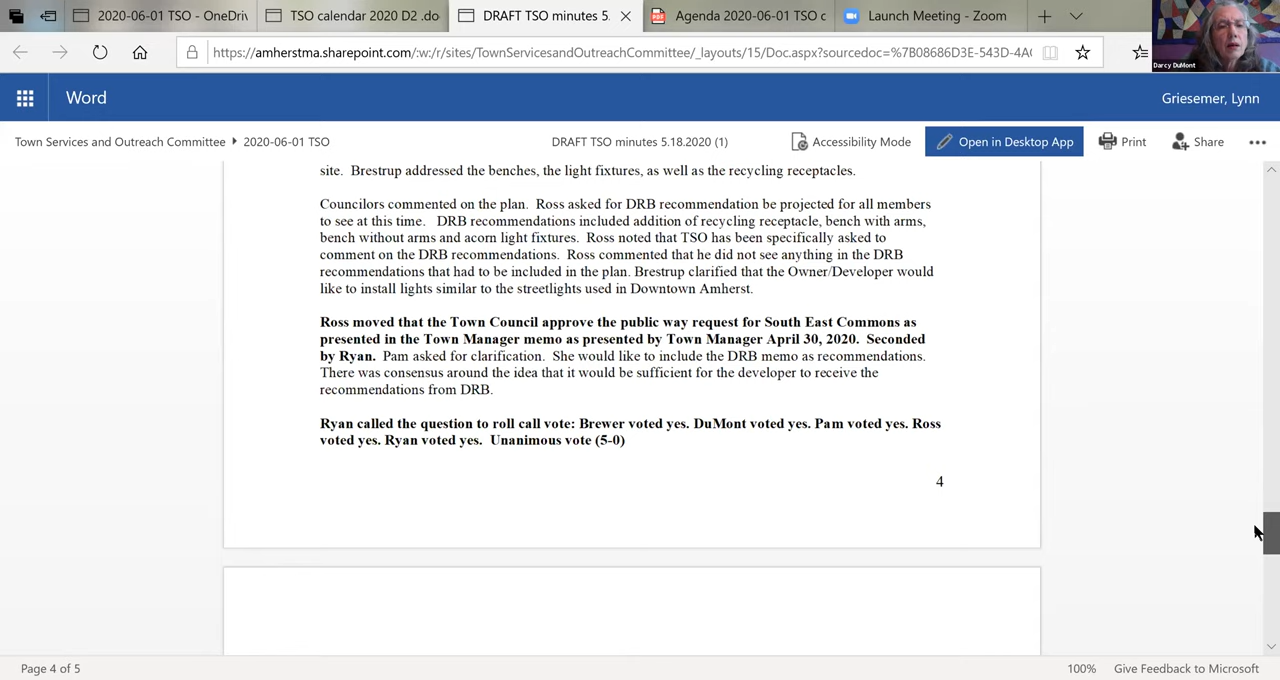 2020-06-01 TSO - OneDriv
TSO calendar 2020 D2 .do
DRAFT TSO minutes 5.
Agenda 2020-06-01 TSO c
Launch Meeting - Zoom
https://amherstma.sharepoint.com/:w:/r/sites/TownServicesandOutreachCommittee/_layouts/15/Doc.aspx?sourcedoc=%7B08686D3E-543D-4A
Darcy DuMont
Word
Griesemer, Lynn
Town Services and Outreach Committee
2020-06-01 TSO
DRAFT TSO minutes 5.18.2020 (1)
Accessibility Mode
Open in Desktop App
Print
Share
site. Brestrup addressed the benches, the light fixtures, as well as the recycling receptacles.
Councilors commented on the plan. Ross asked for DRB recommendation be projected for all members
to see at this time. DRB recommendations included addition of recycling receptacle, bench with arms,
bench without arms and acorn light fixtures. Ross noted that TSO has been specifically asked to
comment on the DRB recommendations. Ross commented that he did not see anything in the DRB
recommendations that had to be included in the plan. Brestrup clarified that the Owner/Developer would
like to install lights similar to the streetlights used in Downtown Amherst.
Ross moved that the Town Council approve the public way request for South East Commons as
presented in the Town Manager memo as presented by Town Manager April 30, 2020. Seconded
by Ryan. Pam asked for clarification. She would like to include the DRB memo as recommendations.
There was consensus around the idea that it would be sufficient for the developer to receive the
recommendations from DRB.
Ryan called the question to roll call vote: Brewer voted yes. DuMont voted yes. Pam voted yes. Ross
voted yes. Ryan voted yes. Unanimous vote (5-0)
4
Page 4 of 5
100%
Give Feedback to Microsoft